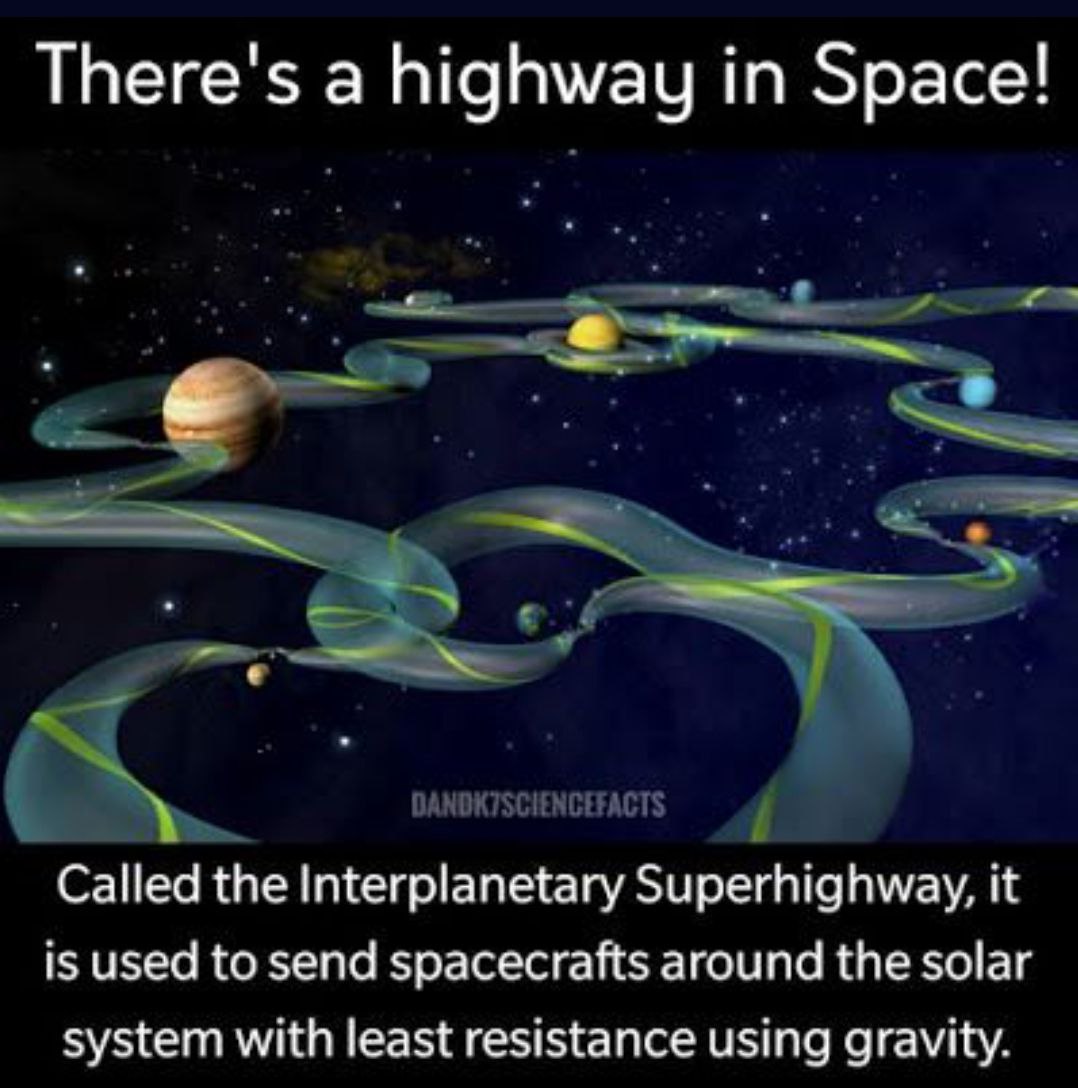 There's a highway in Space!
DANDK7SCIENCEFACTS
Called the Interplanetary Superhighway, it
is used to send spacecrafts around the solar
system with least resistance using gravity.